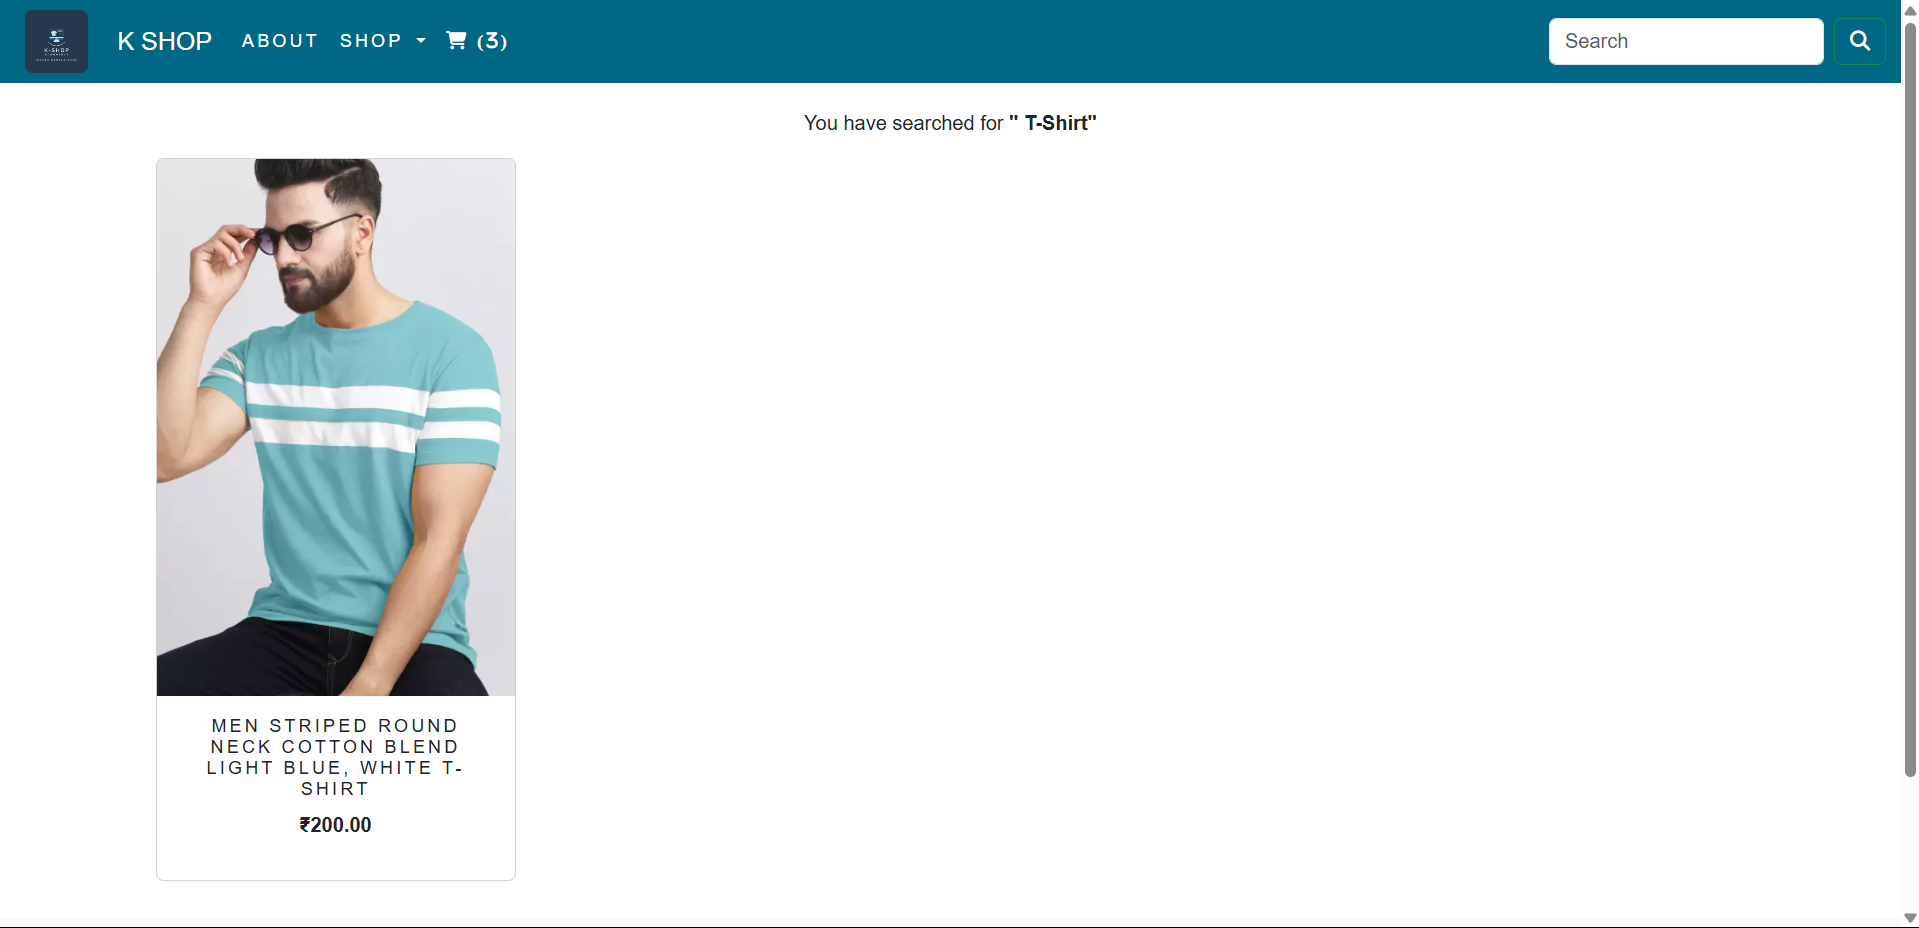 K-SHOP
K SHOP
ABOUT
SHOP
(3)
Search
You have searched for " T-Shirt"
MEN STRIPED ROUND
NECK COTTON BLEND
LIGHT BLUE, WHITE T-
SHIRT
₹200.00